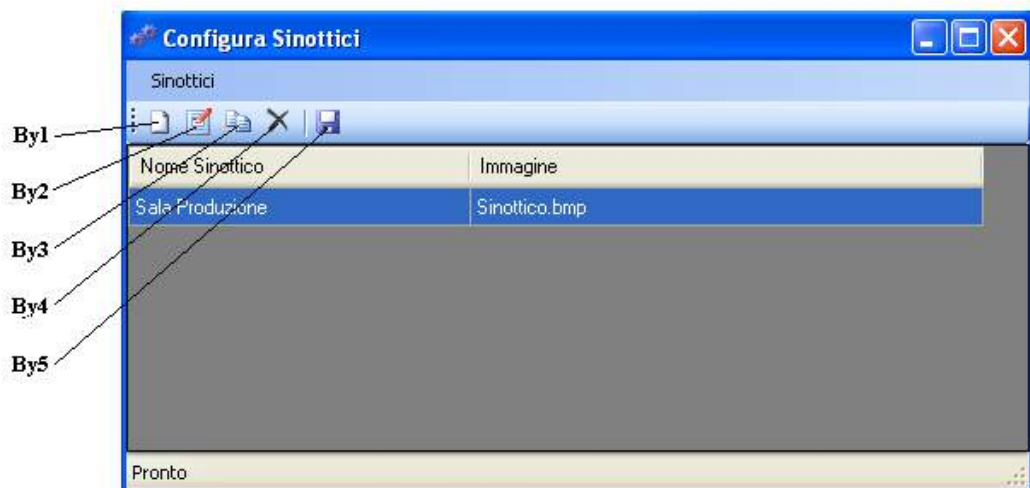 Configura Sinottici
Sinottici
By1
Nome Sinottico Immagine
By2
Sala Produzione Sinottico.bmp
By3
By4
By5
Pronto